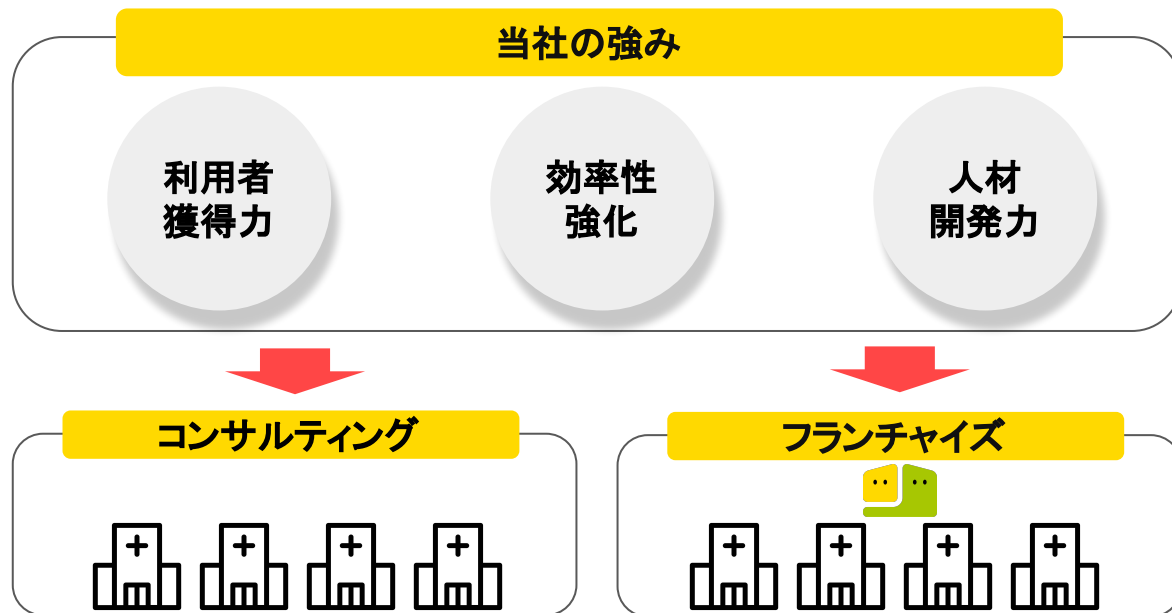 当社の強み
利用者
獲得力
効率性
強化
人材
開発力
コンサルティング
フランチャイズ